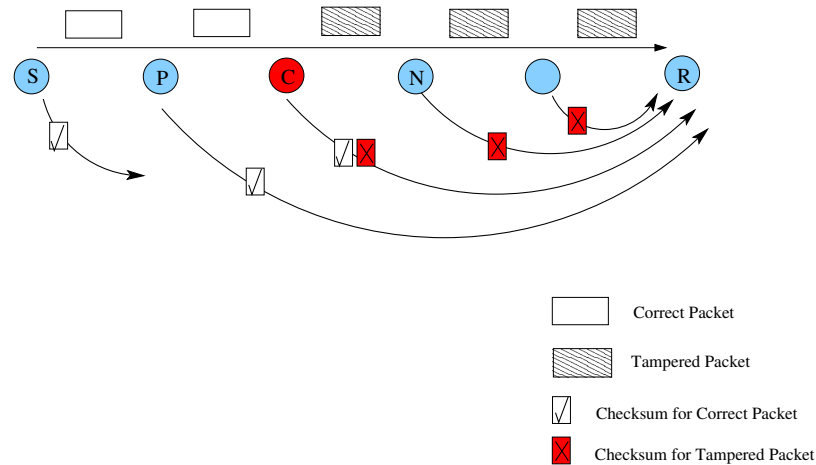 S
P
C
N
R
Correct Packet
Tampered Packet
Checksum for Correct Packet
Checksum for Tampered Packet